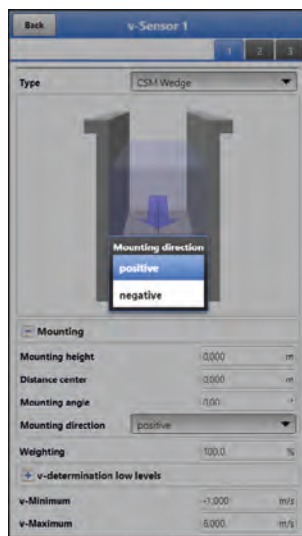 Back v-Sensor 1
1 2 3
Type CSM Wedge
Mounting direction
positive
negative
− Mounting
Mounting height 0,000 m
Distance center 0,000 m
Mounting angle 0,00 °
Mounting direction positive
Weighting 100,0 %
+ v-determination low levels
v-Minimum -1,000 m/s
v-Maximum 6,000 m/s